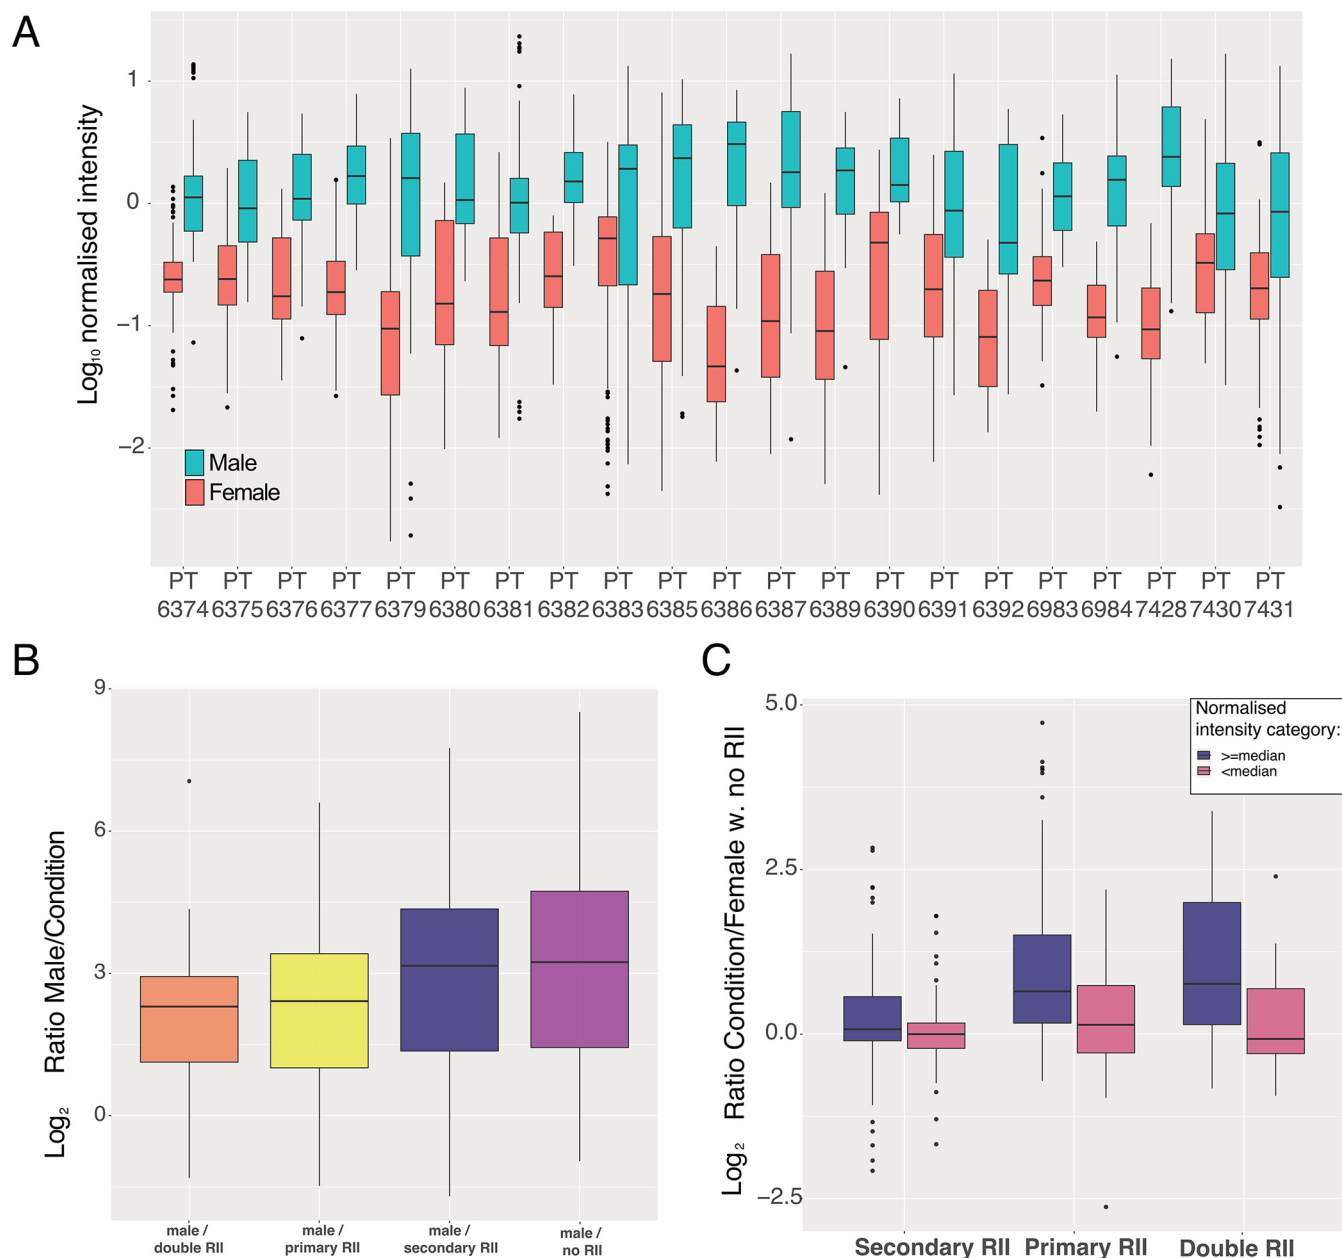 A
Log₁₀ normalised intensity
1
0
−1
−2
Male
Female
PT PT PT PT PT PT PT PT PT PT PT PT PT PT PT PT PT PT PT PT PT
6374 6375 6376 6377 6379 6380 6381 6382 6383 6385 6386 6387 6389 6390 6391 6392 6983 6984 7428 7430 7431
B
Log₂ Ratio Male/Condition
9
6
3
0
male / male / male / male /
double RII primary RII secondary RII no RII
C
Log₂ Ratio Condition/Female w. no RII
5.0
2.5
0.0
−2.5
Normalised
intensity category:
>=median
<median
Secondary RII Primary RII Double RII